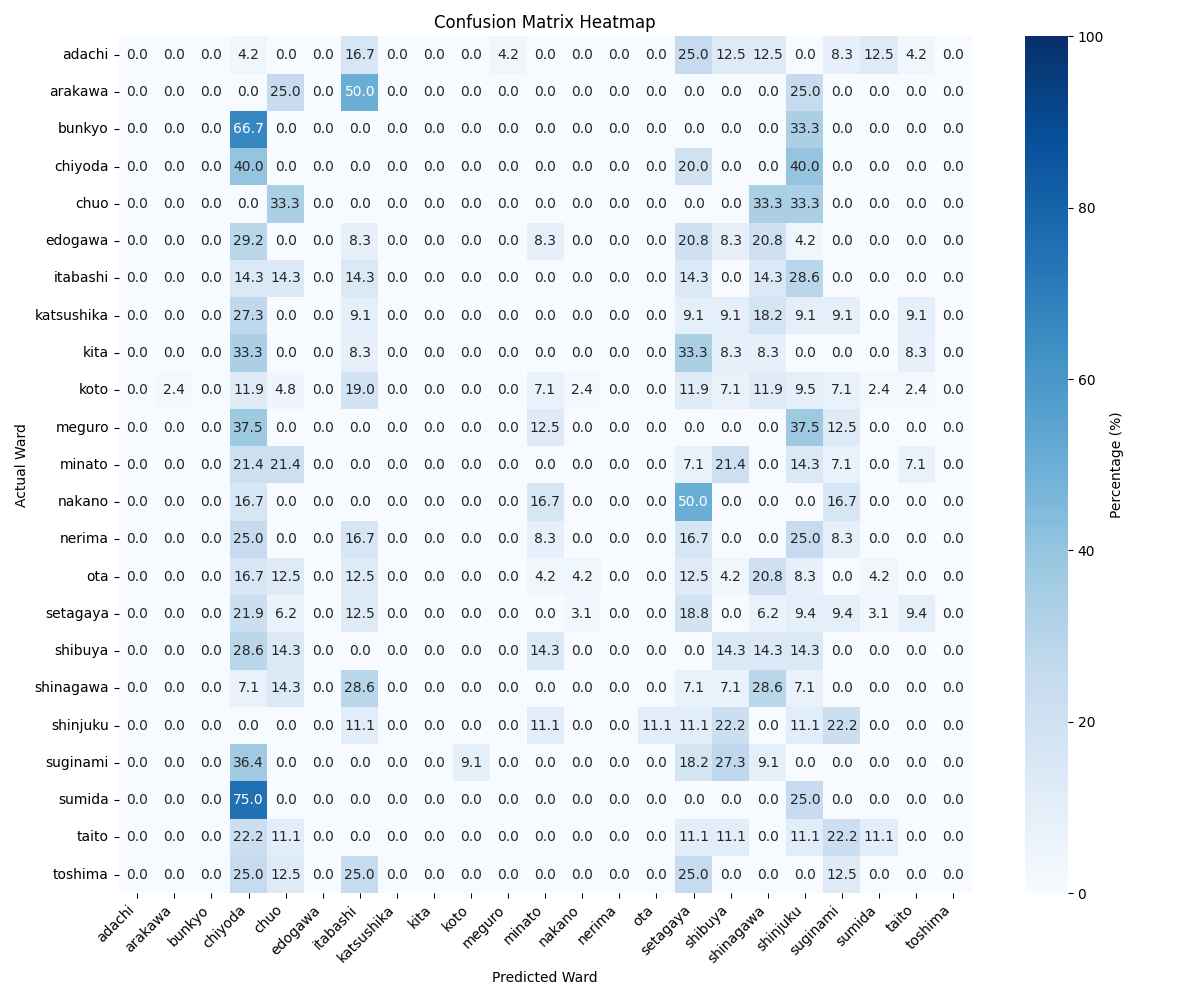 Confusion Matrix Heatmap
adachi 0.0 0.0 0.0 4.2 0.0 0.0 16.7 0.0 0.0 0.0 4.2 0.0 0.0 0.0 0.0 25.0 12.5 12.5 0.0 8.3 12.5 4.2 0.0
arakawa 0.0 0.0 0.0 0.0 25.0 0.0 50.0 0.0 0.0 0.0 0.0 0.0 0.0 0.0 0.0 0.0 0.0 0.0 25.0 0.0 0.0 0.0 0.0
bunkyo 0.0 0.0 0.0 66.7 0.0 0.0 0.0 0.0 0.0 0.0 0.0 0.0 0.0 0.0 0.0 0.0 0.0 0.0 33.3 0.0 0.0 0.0 0.0
chiyoda 0.0 0.0 0.0 40.0 0.0 0.0 0.0 0.0 0.0 0.0 0.0 0.0 0.0 0.0 0.0 20.0 0.0 0.0 40.0 0.0 0.0 0.0 0.0
chuo 0.0 0.0 0.0 0.0 33.3 0.0 0.0 0.0 0.0 0.0 0.0 0.0 0.0 0.0 0.0 0.0 0.0 33.3 33.3 0.0 0.0 0.0 0.0
edogawa 0.0 0.0 0.0 29.2 0.0 0.0 8.3 0.0 0.0 0.0 0.0 8.3 0.0 0.0 0.0 20.8 8.3 20.8 4.2 0.0 0.0 0.0 0.0
itabashi 0.0 0.0 0.0 14.3 14.3 0.0 14.3 0.0 0.0 0.0 0.0 0.0 0.0 0.0 0.0 14.3 0.0 14.3 28.6 0.0 0.0 0.0 0.0
katsushika 0.0 0.0 0.0 27.3 0.0 0.0 9.1 0.0 0.0 0.0 0.0 0.0 0.0 0.0 0.0 9.1 9.1 18.2 9.1 9.1 0.0 9.1 0.0
kita 0.0 0.0 0.0 33.3 0.0 0.0 8.3 0.0 0.0 0.0 0.0 0.0 0.0 0.0 0.0 33.3 8.3 8.3 0.0 0.0 0.0 8.3 0.0
koto 0.0 2.4 0.0 11.9 4.8 0.0 19.0 0.0 0.0 0.0 0.0 7.1 2.4 0.0 0.0 11.9 7.1 11.9 9.5 7.1 2.4 2.4 0.0
meguro 0.0 0.0 0.0 37.5 0.0 0.0 0.0 0.0 0.0 0.0 0.0 12.5 0.0 0.0 0.0 0.0 0.0 0.0 37.5 12.5 0.0 0.0 0.0
minato 0.0 0.0 0.0 21.4 21.4 0.0 0.0 0.0 0.0 0.0 0.0 0.0 0.0 0.0 0.0 7.1 21.4 0.0 14.3 7.1 0.0 7.1 0.0
nakano 0.0 0.0 0.0 16.7 0.0 0.0 0.0 0.0 0.0 0.0 0.0 16.7 0.0 0.0 0.0 50.0 0.0 0.0 0.0 16.7 0.0 0.0 0.0
nerima 0.0 0.0 0.0 25.0 0.0 0.0 16.7 0.0 0.0 0.0 0.0 8.3 0.0 0.0 0.0 16.7 0.0 0.0 25.0 8.3 0.0 0.0 0.0
ota 0.0 0.0 0.0 16.7 12.5 0.0 12.5 0.0 0.0 0.0 0.0 4.2 4.2 0.0 0.0 12.5 4.2 20.8 8.3 0.0 4.2 0.0 0.0
setagaya 0.0 0.0 0.0 21.9 6.2 0.0 12.5 0.0 0.0 0.0 0.0 0.0 3.1 0.0 0.0 18.8 0.0 6.2 9.4 9.4 3.1 9.4 0.0
shibuya 0.0 0.0 0.0 28.6 14.3 0.0 0.0 0.0 0.0 0.0 0.0 14.3 0.0 0.0 0.0 0.0 14.3 14.3 14.3 0.0 0.0 0.0 0.0
shinagawa 0.0 0.0 0.0 7.1 14.3 0.0 28.6 0.0 0.0 0.0 0.0 0.0 0.0 0.0 0.0 7.1 7.1 28.6 7.1 0.0 0.0 0.0 0.0
shinjuku 0.0 0.0 0.0 0.0 0.0 0.0 11.1 0.0 0.0 0.0 0.0 11.1 0.0 0.0 11.1 11.1 22.2 0.0 11.1 22.2 0.0 0.0 0.0
suginami 0.0 0.0 0.0 36.4 0.0 0.0 0.0 0.0 0.0 9.1 0.0 0.0 0.0 0.0 0.0 18.2 27.3 9.1 0.0 0.0 0.0 0.0 0.0
sumida 0.0 0.0 0.0 75.0 0.0 0.0 0.0 0.0 0.0 0.0 0.0 0.0 0.0 0.0 0.0 0.0 0.0 0.0 25.0 0.0 0.0 0.0 0.0
taito 0.0 0.0 0.0 22.2 11.1 0.0 0.0 0.0 0.0 0.0 0.0 0.0 0.0 0.0 0.0 11.1 11.1 0.0 11.1 22.2 11.1 0.0 0.0
toshima 0.0 0.0 0.0 25.0 12.5 0.0 25.0 0.0 0.0 0.0 0.0 0.0 0.0 0.0 0.0 25.0 0.0 0.0 0.0 12.5 0.0 0.0 0.0
adachi arakawa bunkyo chiyoda chuo edogawa itabashi katsushika kita koto meguro minato nakano nerima ota setagaya shibuya shinagawa shinjuku suginami sumida taito toshima
Predicted Ward
Actual Ward
100
80
60
40
20
0
Percentage (%)